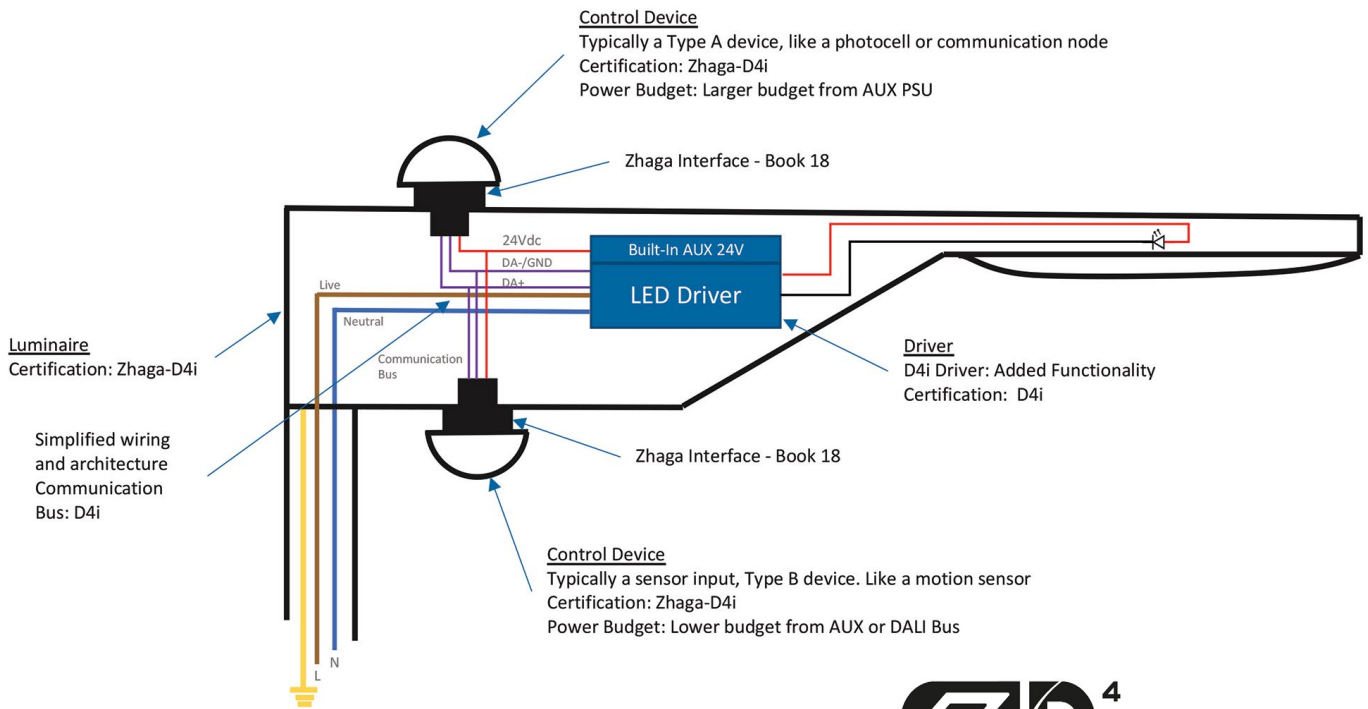 Control Device
Typically a Type A device, like a photocell or communication node
Certification: Zhaga-D4i
Power Budget: Larger budget from AUX PSU
Zhaga Interface - Book 18
24Vdc
DA-/GND
DA+
Built-In AUX 24V
LED Driver
Live
Neutral
Communication
Bus
Luminaire
Certification: Zhaga-D4i
Driver
D4i Driver: Added Functionality
Certification: D4i
Simplified wiring
and architecture
Communication
Bus: D4i
Zhaga Interface - Book 18
Control Device
Typically a sensor input, Type B device. Like a motion sensor
Certification: Zhaga-D4i
Power Budget: Lower budget from AUX or DALI Bus
N
L
D4